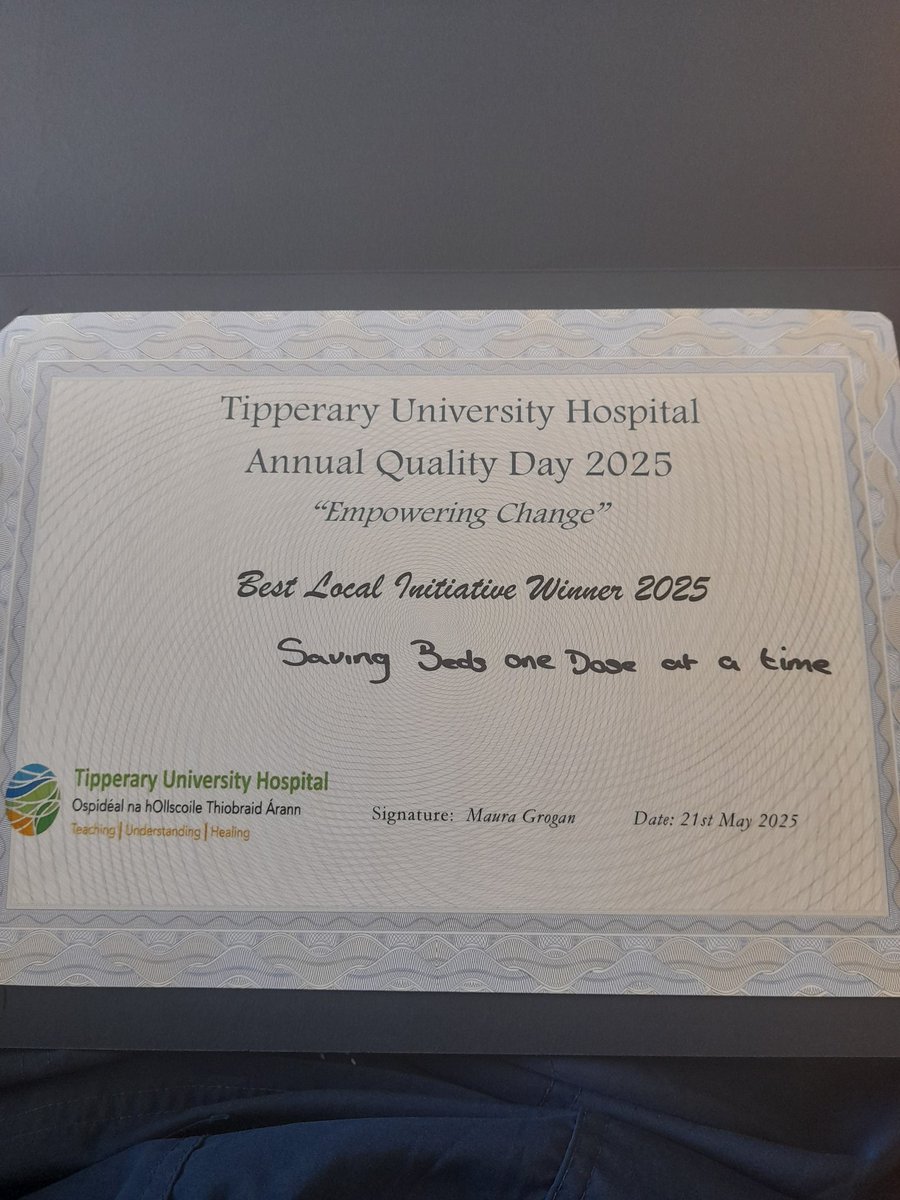 Tipperary University Hospital
Annual Quality Day 2025
“Empowering Change”
Best Local Initiative Winner 2025
Saving Beds one Dose at a time
Tipperary University Hospital
Ospidéal na hOllscoile Thiobraid Árann
Teaching | Understanding | Healing
Signature: Maura Grogan
Date: 21st May 2025